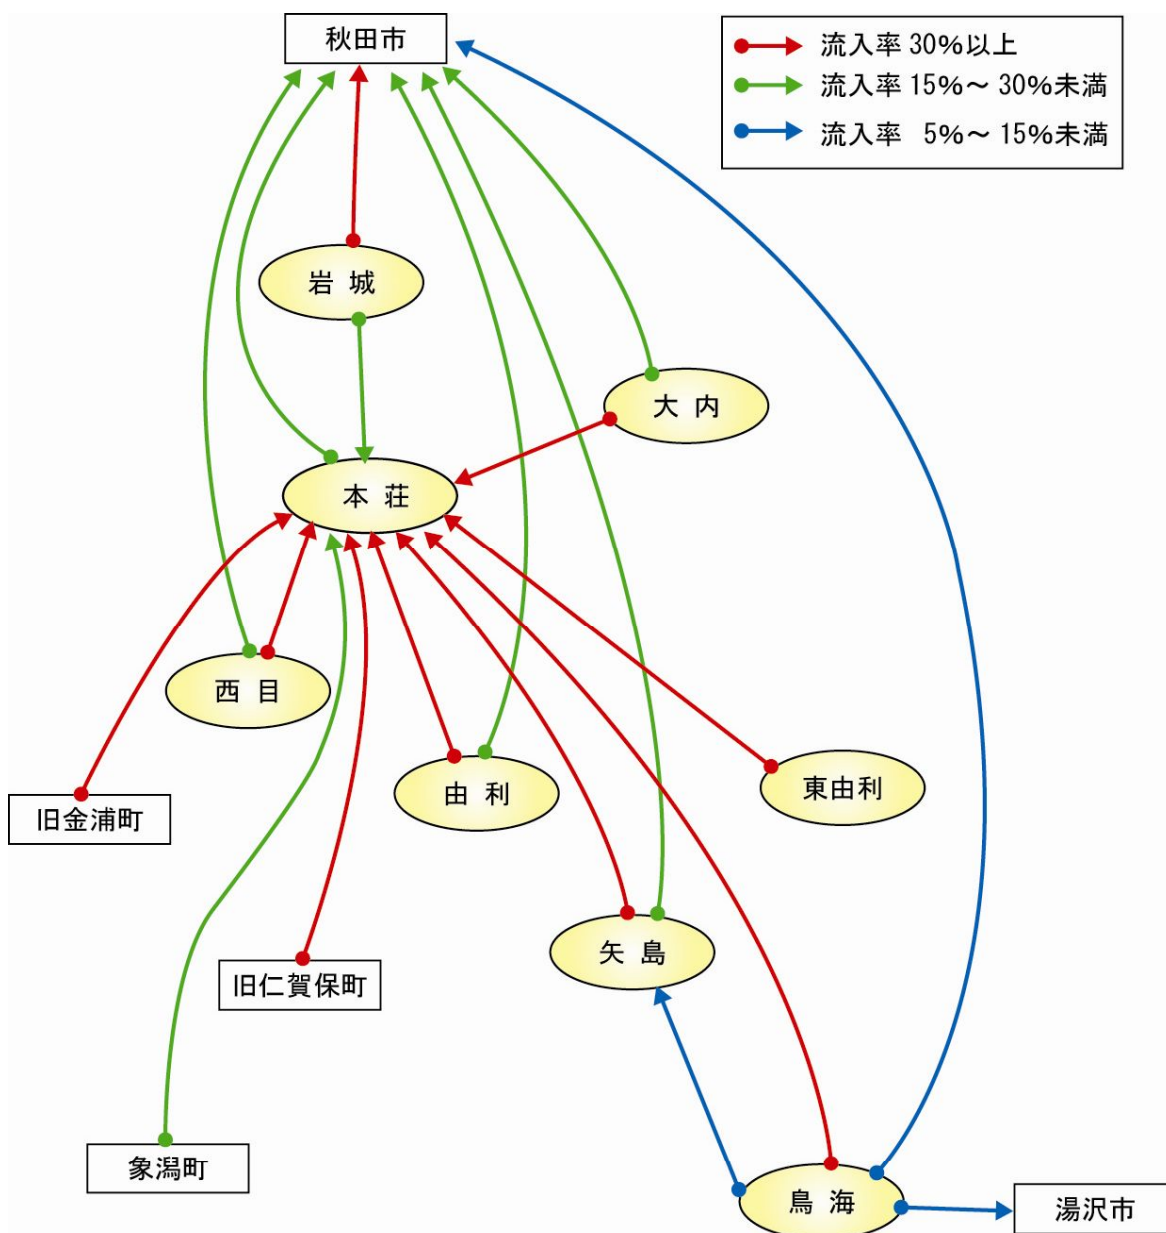 秋田市
流入率 30%以上
流入率 15%～ 30%未満
流入率 5%～ 15%未満
岩 城
大 内
本 荘
西 目
由 利
東由利
旧金浦町
矢 島
旧仁賀保町
象潟町
鳥 海
湯沢市